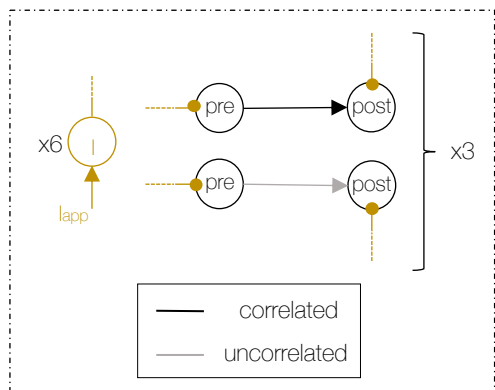 pre
post
x6
I
x3
pre
post
Iapp
correlated
uncorrelated